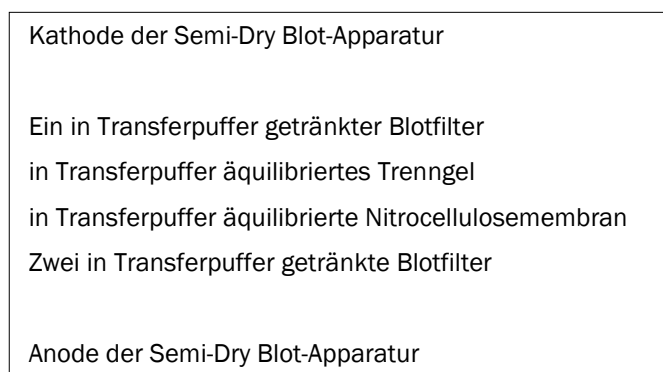 Kathode der Semi-Dry Blot-Apparatur
Ein in Transferpuffer getränkter Blotfilter
in Transferpuffer äquilibriertes Trenngel
in Transferpuffer äquilibrierte Nitrocellulosemembran
Zwei in Transferpuffer getränkte Blotfilter
Anode der Semi-Dry Blot-Apparatur